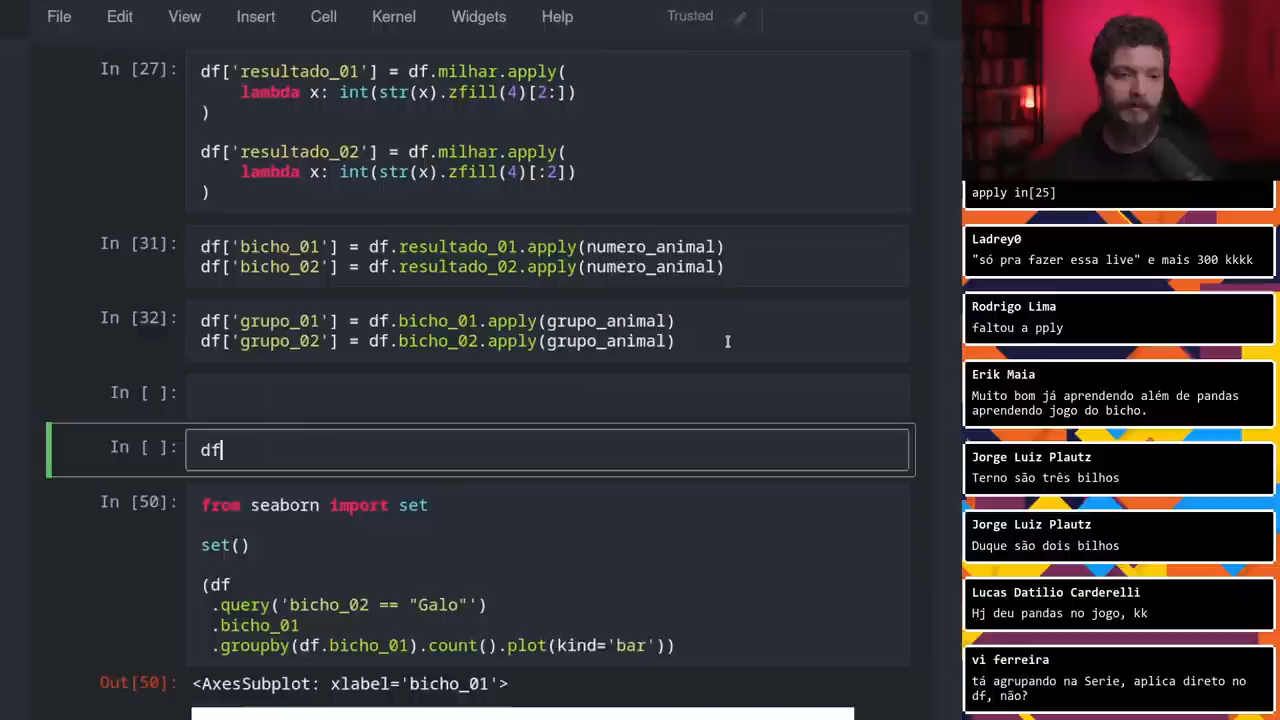 File Edit View Insert Cell Kernel Widgets Help Trusted
In [27]:
df['resultado_01'] = df.milhar.apply(
lambda x: int(str(x).zfill(4)[2:])
)
df['resultado_02'] = df.milhar.apply(
lambda x: int(str(x).zfill(4)[:2])
)
In [31]:
df['bicho_01'] = df.resultado_01.apply(numero_animal)
df['bicho_02'] = df.resultado_02.apply(numero_animal)
In [32]:
df['grupo_01'] = df.bicho_01.apply(grupo_animal)
df['grupo_02'] = df.bicho_02.apply(grupo_animal)
In [ ]:
In [ ]:
df
In [50]:
from seaborn import set
set()
(df
.query('bicho_02 == "Galo"')
.bicho_01
.groupby(df.bicho_01).count().plot(kind='bar'))
Out[50]:
<AxesSubplot: xlabel='bicho_01'>
apply in[25]
Ladrey0
"só pra fazer essa live" e mais 300 kkkk
Rodrigo Lima
faltou a pply
Erik Maia
Muito bom já aprendendo além de pandas
aprendendo jogo do bicho.
Jorge Luiz Plautz
Terno são três bilhos
Jorge Luiz Plautz
Duque são dois bilhos
Lucas Datilio Carderelli
Hj deu pandas no jogo, kk
vi ferreira
tá agrupando na Serie, aplica direto no
df, não?